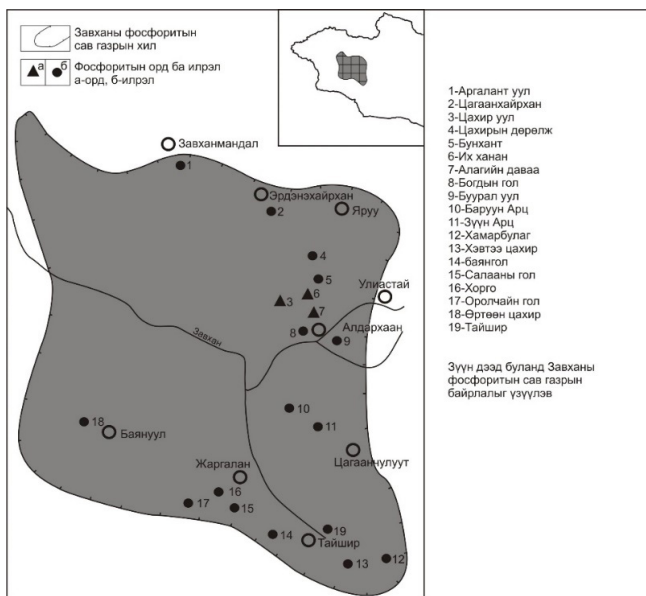 Завханы фосфоритын
сав газрын хил
а
б
Фосфоритын орд ба илрэл
а-орд, б-илрэл
Завханмандал
1
Эрдэнэхайрхан
2
Яруу
4
5
Улиастай
6
3
7
8
Алдархаан
9
Завхан
10
11
18
Баянуул
Цагаанчулуут
Жаргалан
16
17
15
14
19
Тайшир
12
13
1-Аргалант уул
2-Цагаанхайрхан
3-Цахир уул
4-Цахирын дөрөлж
5-Бунхант
6-Их ханан
7-Алагийн даваа
8-Богдын гол
9-Буурал уул
10-Баруун Арц
11-Зүүн Арц
12-Хамарбулаг
13-Хэвтээ цахир
14-баянгол
15-Салааны гол
16-Хорго
17-Оролчайн гол
18-Өртөөн цахир
19-Тайшир
Зүүн дээд буланд Завханы
фосфоритын сав газрын
байрлалыг үзүүлэв